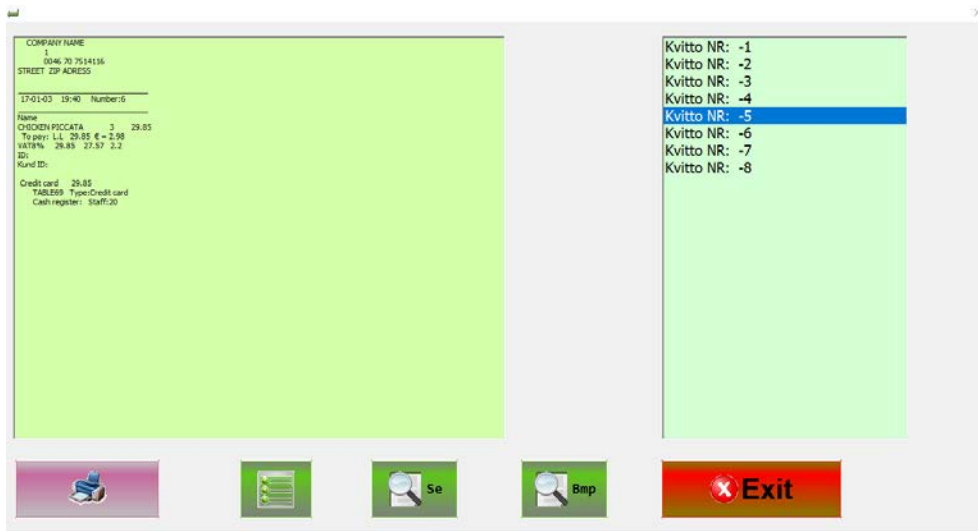 COMPANY NAME
1
0046 70 7514116
STREET ZIP ADRESS
17-01-03 19:40 Number:6
Name
CHICKEN PICCATA 3 29.85
To pay: L.L 29.85 € = 2.98
VAT8% 29.85 27.57 2.2
ID:
Kund ID:
Credit card 29.85
TABLE69 Type:Credit card
Cash register: Staff:20
Kvitto NR: -1
Kvitto NR: -2
Kvitto NR: -3
Kvitto NR: -4
Kvitto NR: -5
Kvitto NR: -6
Kvitto NR: -7
Kvitto NR: -8
Se
Bmp
Exit